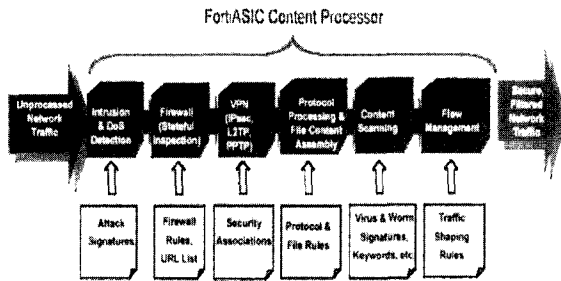 FortiASIC Content Processor
Unprocessed
Network
Traffic
Intrusion
& DoS
Detection
Firewall
(Stateful
Inspection)
VPN
(IPsec,
L2TP,
PPTP)
Protocol
Processing &
File Content
Assembly
Content
Scanning
Flow
Management
Secure
Filtered
Network
Traffic
Attack
Signatures
Firewall
Rules,
URL List
Security
Associations
Protocol &
File Rules
Virus & Worm
Signatures,
Keywords, etc.
Traffic
Shaping
Rules